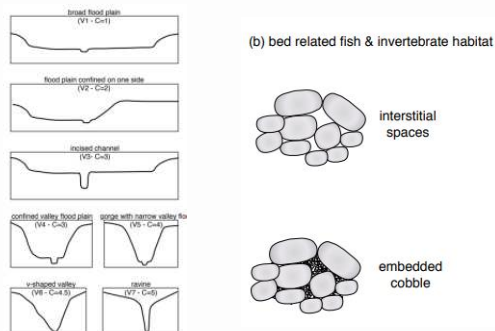 broad flood plain
(V1 - C=1)
flood plain confined on one side
(V2 - C=2)
incised channel
(V3- C=3)
confined valley flood plain
(V4 - C=3)
gorge with narrow valley flo
(V5 - C=4)
v-shaped valley
(V6 - C=4.5)
ravine
(V7 - C=5)
(b) bed related fish & invertebrate habitat
interstitial
spaces
embedded
cobble